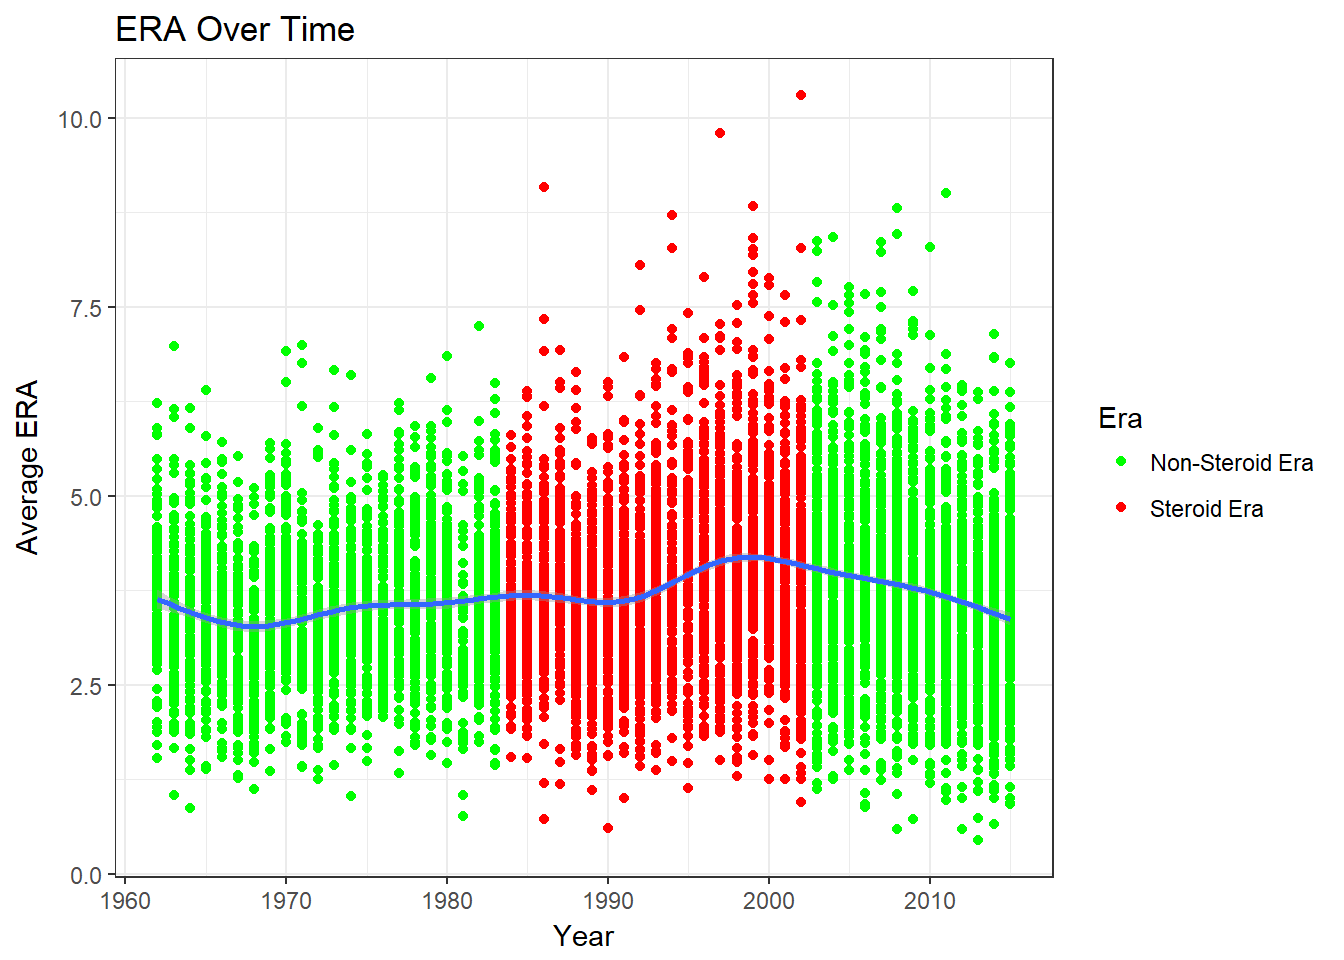 ERA Over Time
10.0
7.5
5.0
2.5
0.0
Average ERA
1960 1970 1980 1990 2000 2010
Year
Era
Non-Steroid Era
Steroid Era